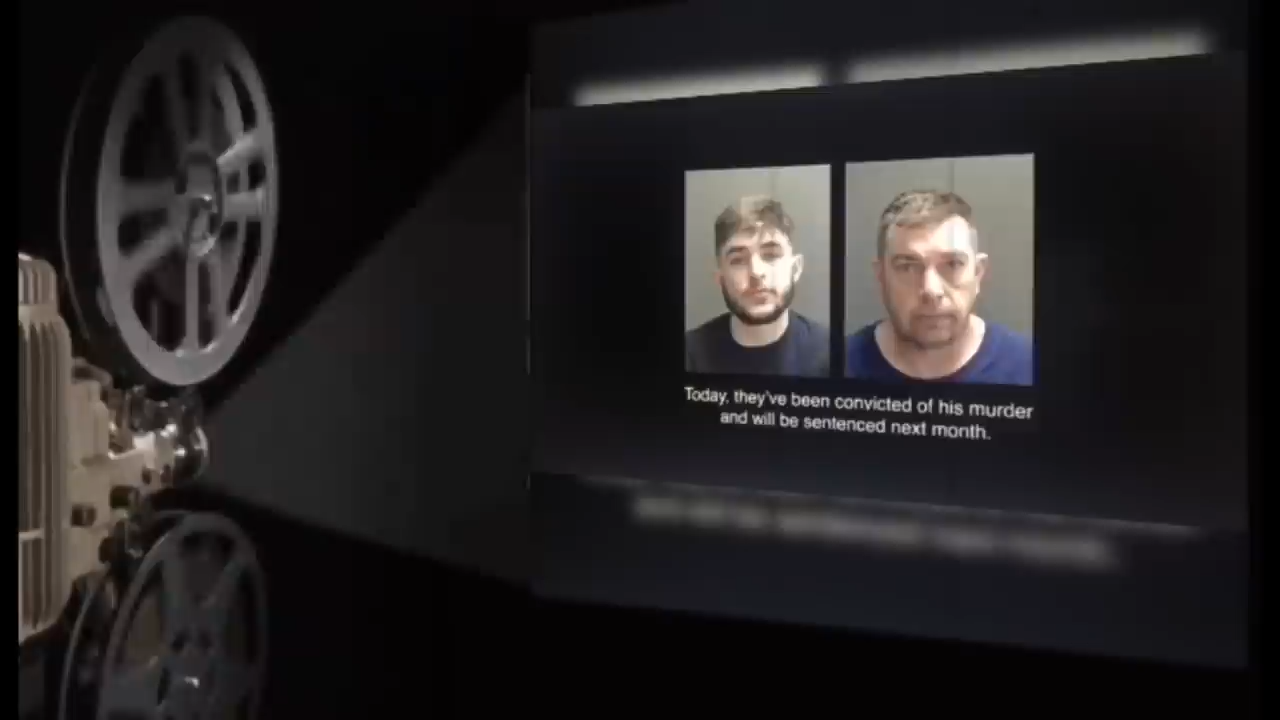 Today, they've been convicted of his murder
and will be sentenced next month.